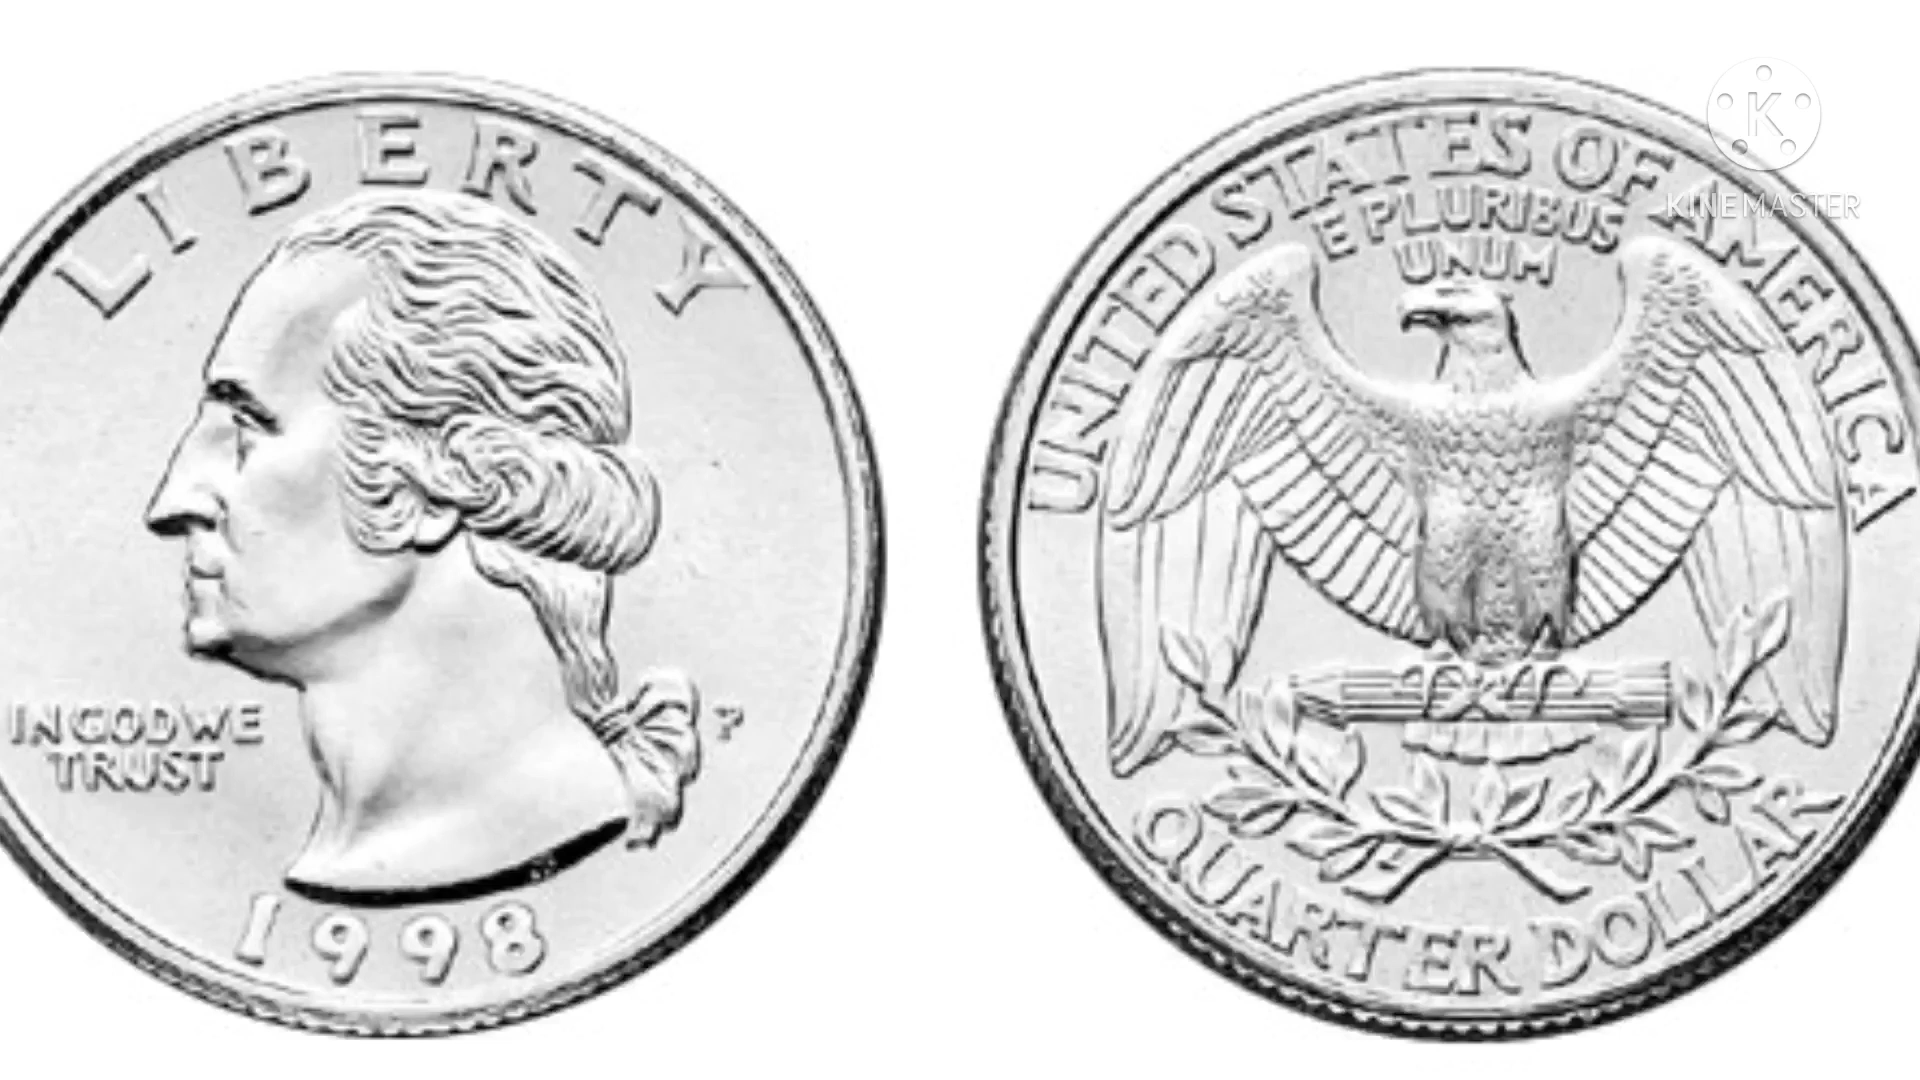 LIBERTY
IN GOD WE
TRUST
P
1998
UNITED STATES OF AMERICA
E PLURIBUS
UNUM
QUARTER DOLLAR
K
KINEMASTER